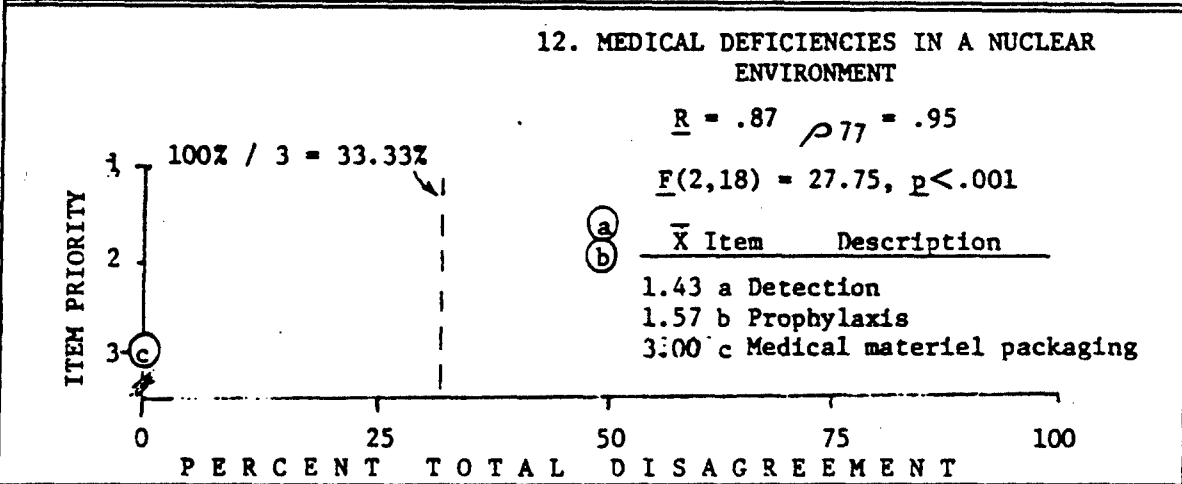 12. MEDICAL DEFICIENCIES IN A NUCLEAR
ENVIRONMENT
R = .87 ρ77 = .95
F(2,18) = 27.75, p<.001
100% / 3 = 33.33%
ITEM PRIORITY
1
2
3
a
b
c
X̄ Item Description
1.43 a Detection
1.57 b Prophylaxis
3.00 c Medical materiel packaging
0 25 50 75 100
PERCENT TOTAL DISAGREEMENT